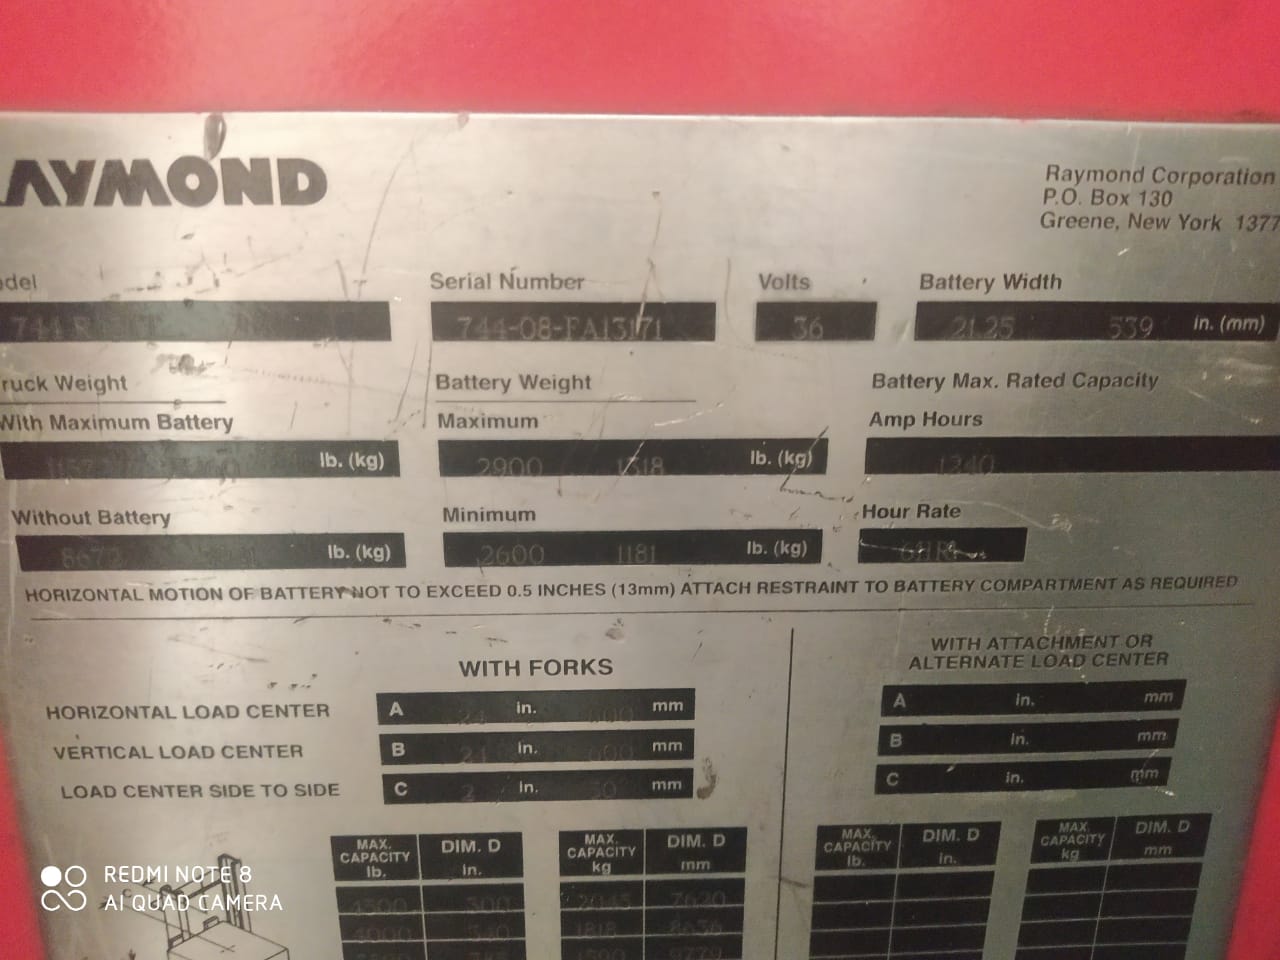 AYMOND
Raymond Corporation
P.O. Box 130
Greene, New York 1377
odel Serial Number Volts Battery Width
744-08-FA13171 36 21.25 539 in. (mm)
ruck Weight Battery Weight Battery Max. Rated Capacity
With Maximum Battery Maximum Amp Hours
lb. (kg) 2900 1318 lb. (kg) 1240
Without Battery Minimum Hour Rate
8672 lb. (kg) 2600 1181 lb. (kg) 6HR
HORIZONTAL MOTION OF BATTERY NOT TO EXCEED 0.5 INCHES (13mm) ATTACH RESTRAINT TO BATTERY COMPARTMENT AS REQUIRED
WITH FORKS
WITH ATTACHMENT OR
ALTERNATE LOAD CENTER
HORIZONTAL LOAD CENTER A 24 in. 600 mm A in. mm
VERTICAL LOAD CENTER B 24 in. 600 mm B in. mm
LOAD CENTER SIDE TO SIDE C 2 in. 50 mm C in. mm
MAX. CAPACITY lb. DIM. D in. MAX. CAPACITY kg DIM. D mm MAX. CAPACITY lb. DIM. D in. MAX. CAPACITY kg DIM. D mm
4500 300 2045 7620
4000 340 1818 8636
9779
REDMI NOTE 8
AI QUAD CAMERA